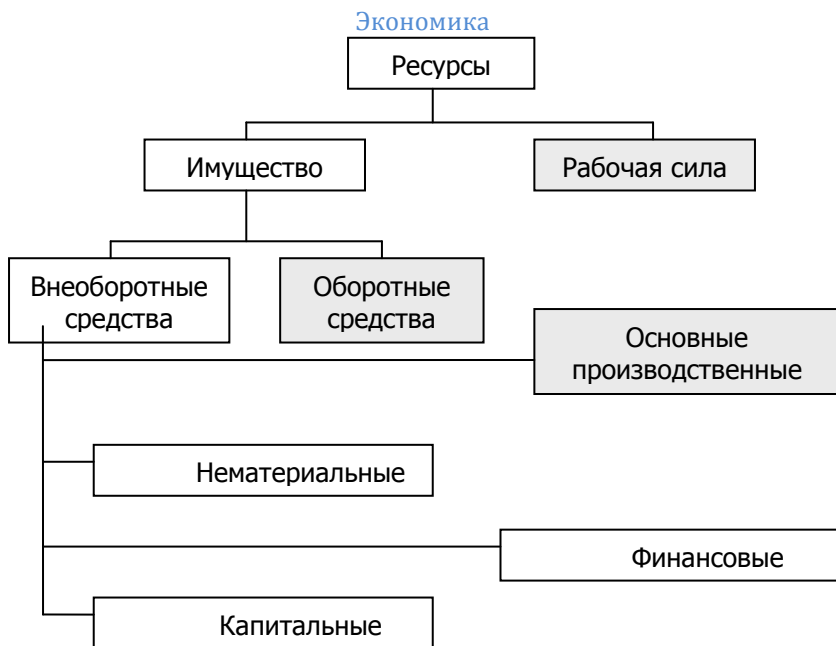 Экономика
Ресурсы
Имущество
Рабочая сила
Внеоборотные
средства
Оборотные
средства
Основные
производственные
Нематериальные
Финансовые
Капитальные